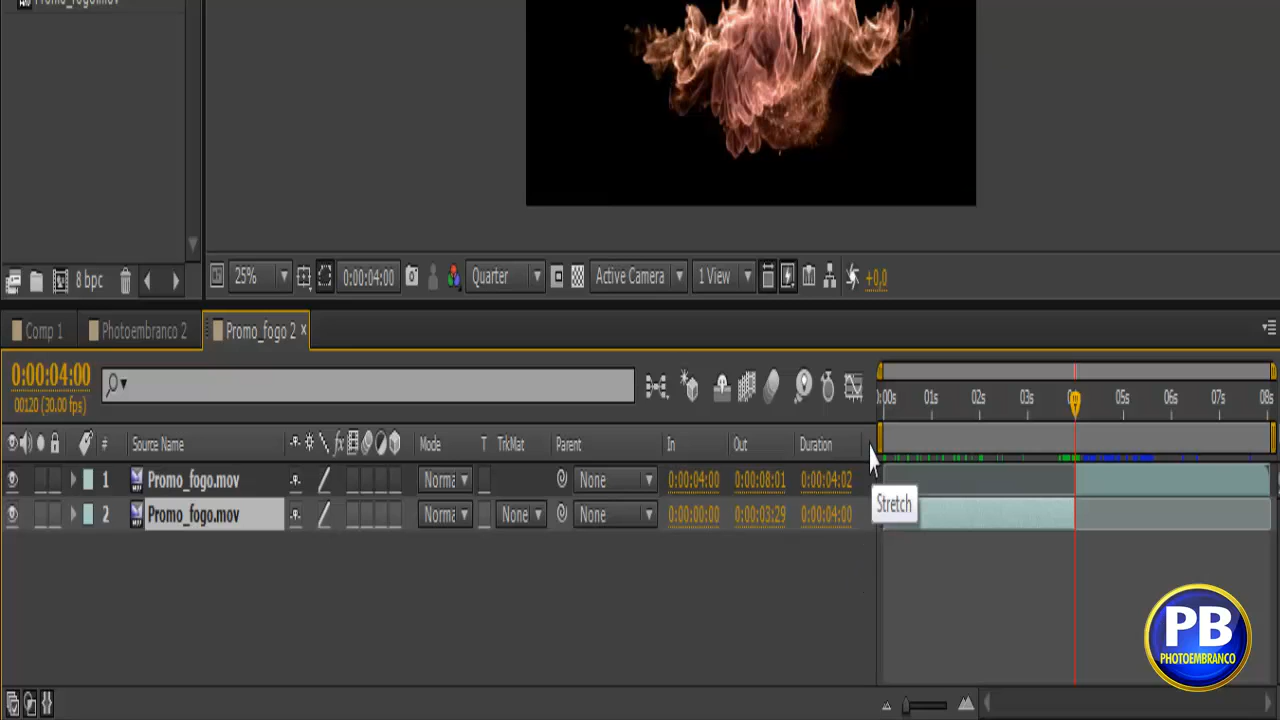 Promo_fogo.mov
8 bpc
25%
0:00:04:00
Quarter
Active Camera
1 View
+0,0
Comp 1
Photoembranco 2
Promo_fogo 2 ×
0:00:04:00
00120 (30.00 fps)
:00s 01s 02s 03s 05s 06s 07s 08s
# Source Name fx Mode T TrkMat Parent In Out Duration
1 Promo_fogo.mov Norma None 0:00:04:00 0:00:08:01 0:00:04:02
Stretch
2 Promo_fogo.mov Norma None None 0:00:00:00 0:00:03:29 0:00:04:00
PB
PHOTOEMBRANCO